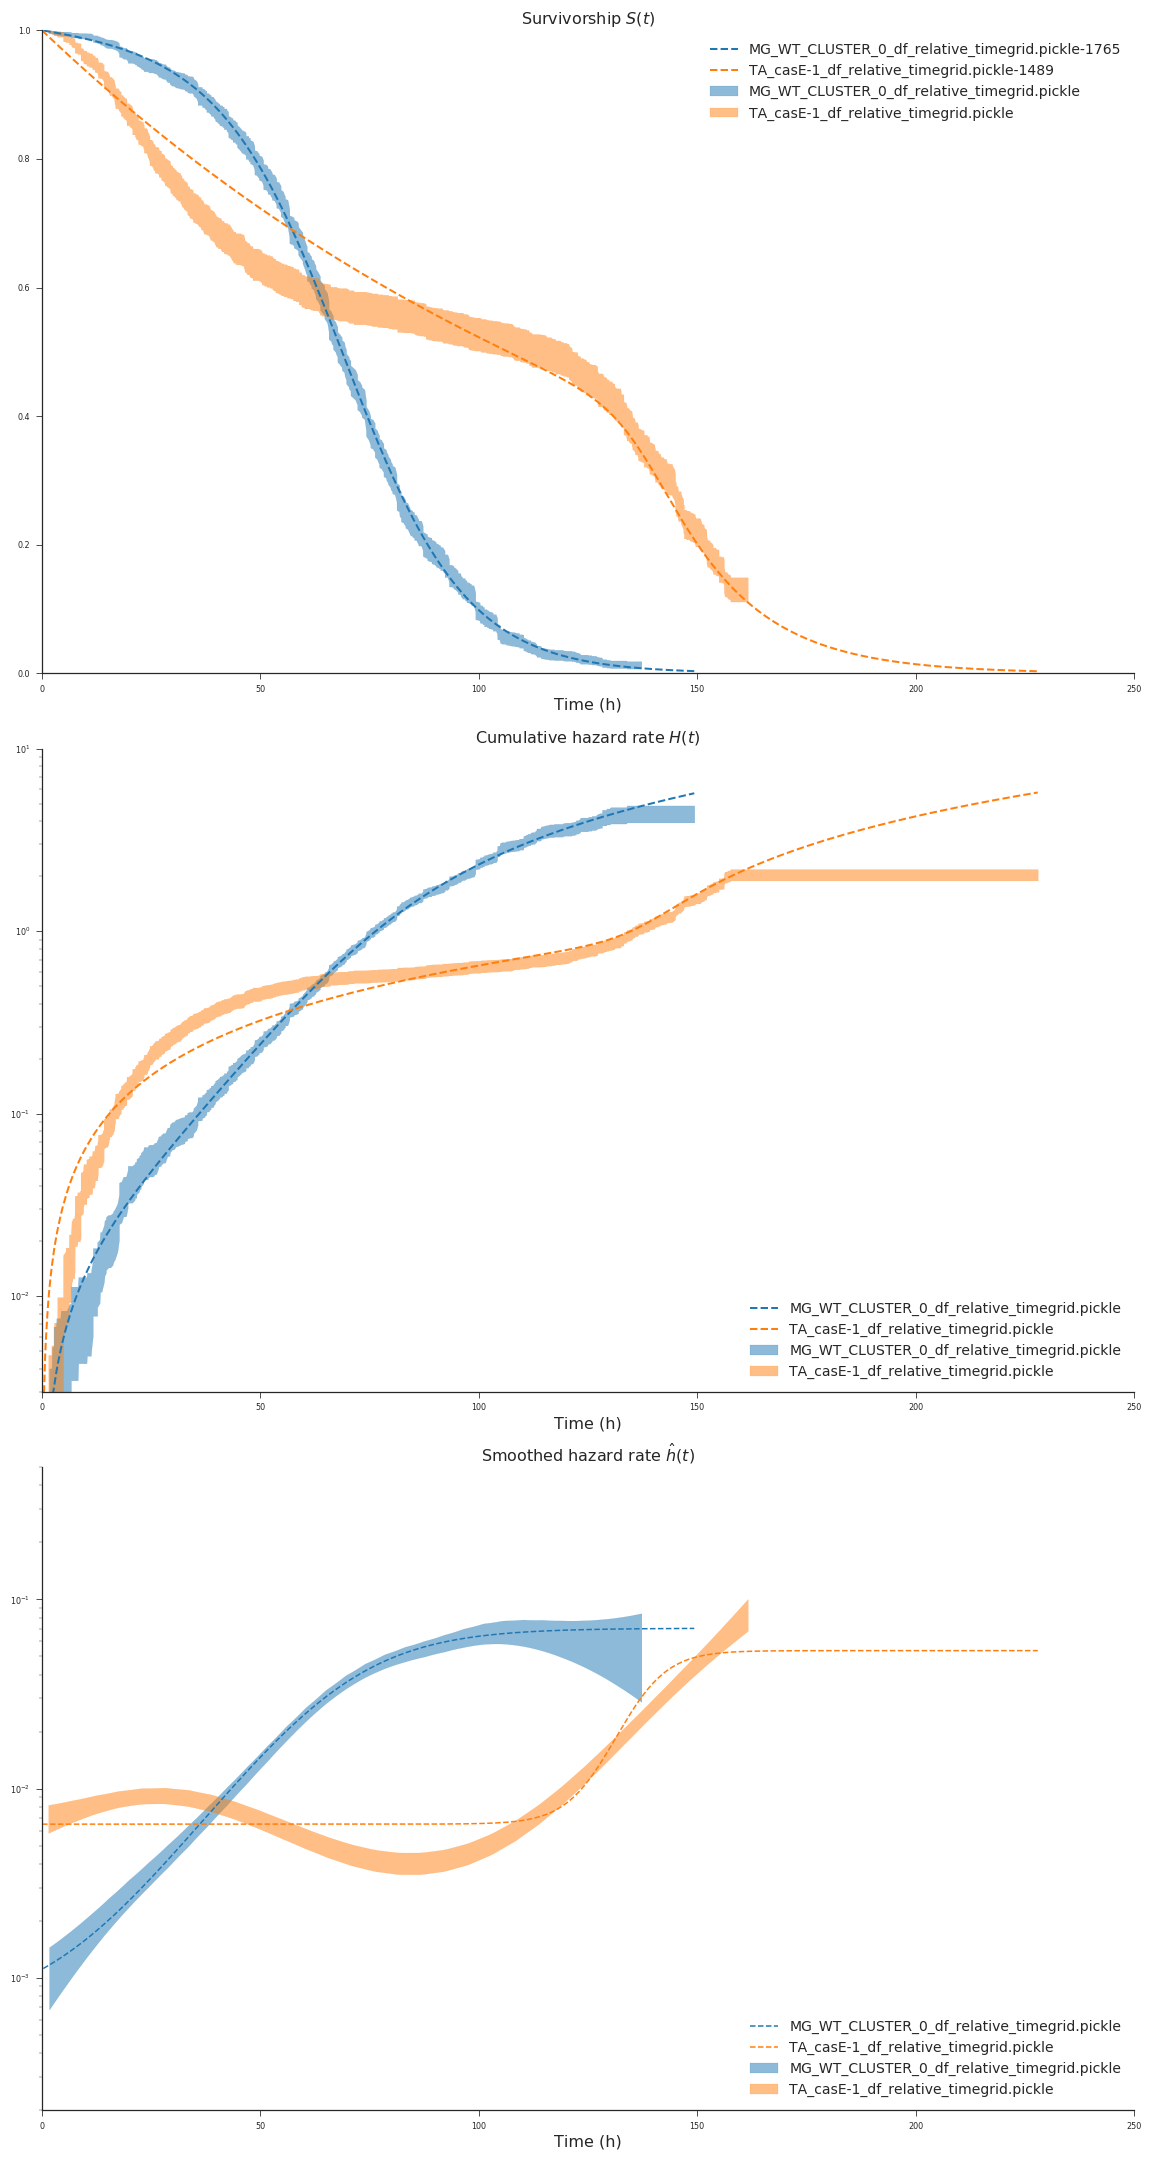 Survivorship S(t)
1.0
0.8
0.6
0.4
0.2
0.0
MG_WT_CLUSTER_0_df_relative_timegrid.pickle-1765
TA_casE-1_df_relative_timegrid.pickle-1489
MG_WT_CLUSTER_0_df_relative_timegrid.pickle
TA_casE-1_df_relative_timegrid.pickle
0 50 100 150 200 250
Time (h)
Cumulative hazard rate H(t)
10¹
10⁰
10⁻¹
10⁻²
MG_WT_CLUSTER_0_df_relative_timegrid.pickle
TA_casE-1_df_relative_timegrid.pickle
MG_WT_CLUSTER_0_df_relative_timegrid.pickle
TA_casE-1_df_relative_timegrid.pickle
0 50 100 150 200 250
Time (h)
Smoothed hazard rate ĥ(t)
10⁻¹
10⁻²
10⁻³
MG_WT_CLUSTER_0_df_relative_timegrid.pickle
TA_casE-1_df_relative_timegrid.pickle
MG_WT_CLUSTER_0_df_relative_timegrid.pickle
TA_casE-1_df_relative_timegrid.pickle
0 50 100 150 200 250
Time (h)